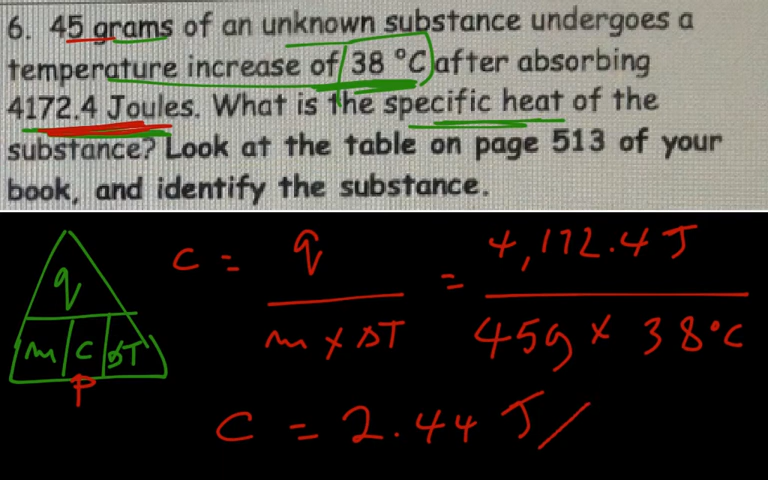 6. 45 grams of an unknown substance undergoes a
temperature increase of 38 °C after absorbing
4172.4 Joules. What is the specific heat of the
substance? Look at the table on page 513 of your
book, and identify the substance.
q
m C ΔT
P
C = q / m x ΔT = 4,172.4 J / 45g x 38°C
C = 2.44 J/